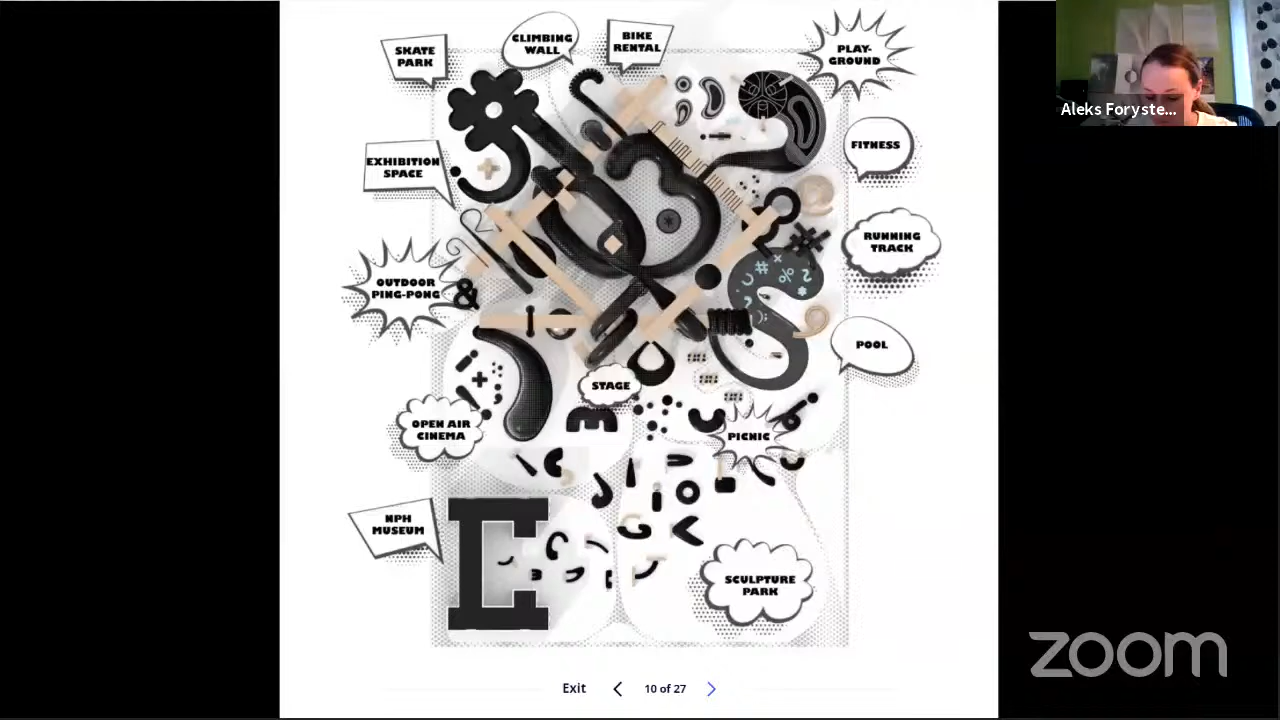 SKATE
PARK
CLIMBING
WALL
BIKE
RENTAL
PLAY-
GROUND
Aleks Foryste...
EXHIBITION
SPACE
FITNESS
RUNNING
TRACK
OUTDOOR
PING-PONG
POOL
STAGE
OPEN AIR
CINEMA
PICNIC
NPH
MUSEUM
SCULPTURE
PARK
zoom
Exit
10 of 27